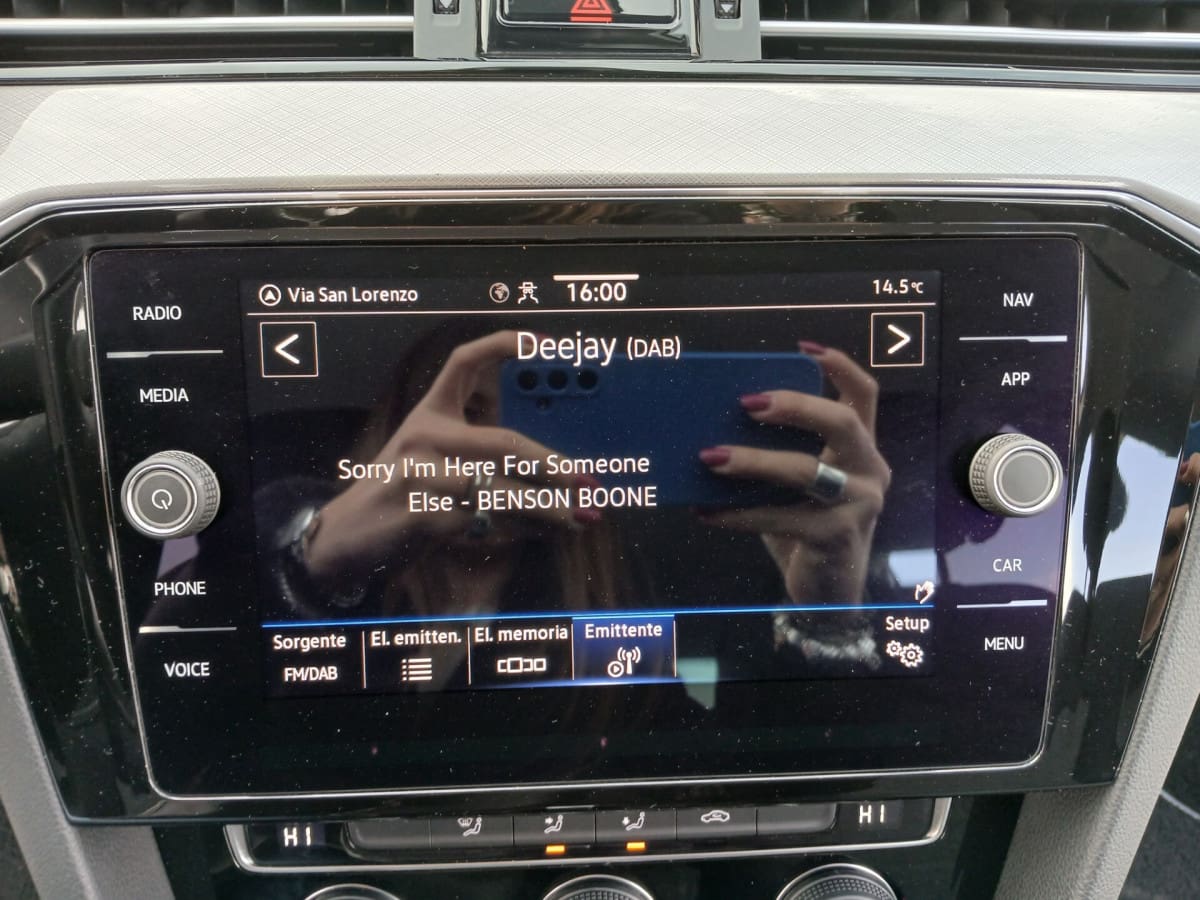 RADIO
MEDIA
PHONE
VOICE
Via San Lorenzo
16:00
14.5°C
<
Deejay (DAB)
>
Sorry I'm Here For Someone
Else - BENSON BOONE
Sorgente
FM/DAB
El. emitten.
El. memoria
Emittente
Setup
NAV
APP
CAR
MENU
HI
HI